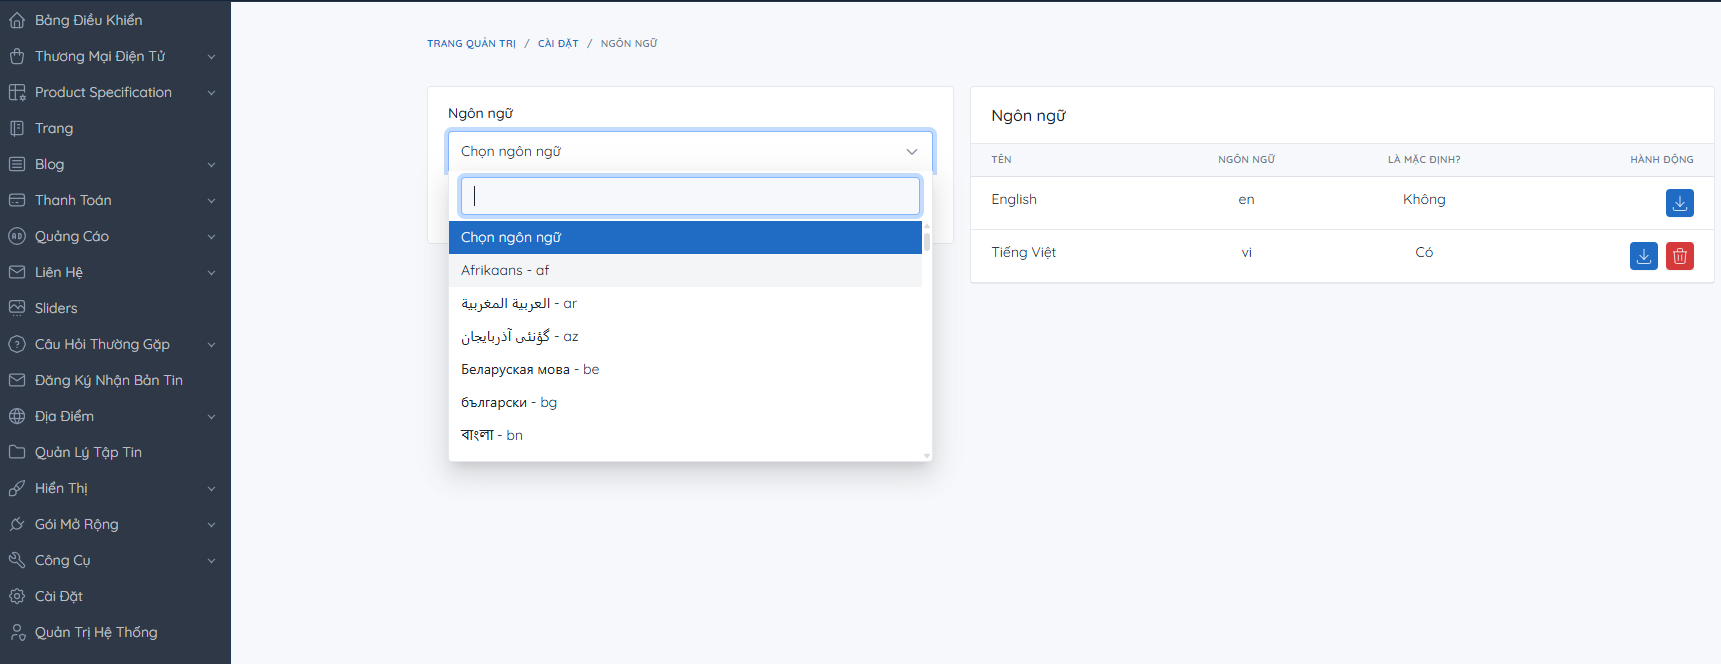 Bảng Điều Khiển
Thương Mại Điện Tử
Product Specification
Trang
Blog
Thanh Toán
AD Quảng Cáo
Liên Hệ
Sliders
Câu Hỏi Thường Gặp
Đăng Ký Nhận Bản Tin
Địa Điểm
Quản Lý Tập Tin
Hiển Thị
Gói Mở Rộng
Công Cụ
Cài Đặt
Quản Trị Hệ Thống
TRANG QUẢN TRỊ / CÀI ĐẶT / NGÔN NGỮ
Ngôn ngữ
Chọn ngôn ngữ
Chọn ngôn ngữ
Afrikaans - af
العربية المغربية - ar
گؤنئی آذربایجان - az
Беларуская мова - be
български - bg
বাংলা - bn
Ngôn ngữ
TÊN NGÔN NGỮ LÀ MẶC ĐỊNH? HÀNH ĐỘNG
English en Không
Tiếng Việt vi Có